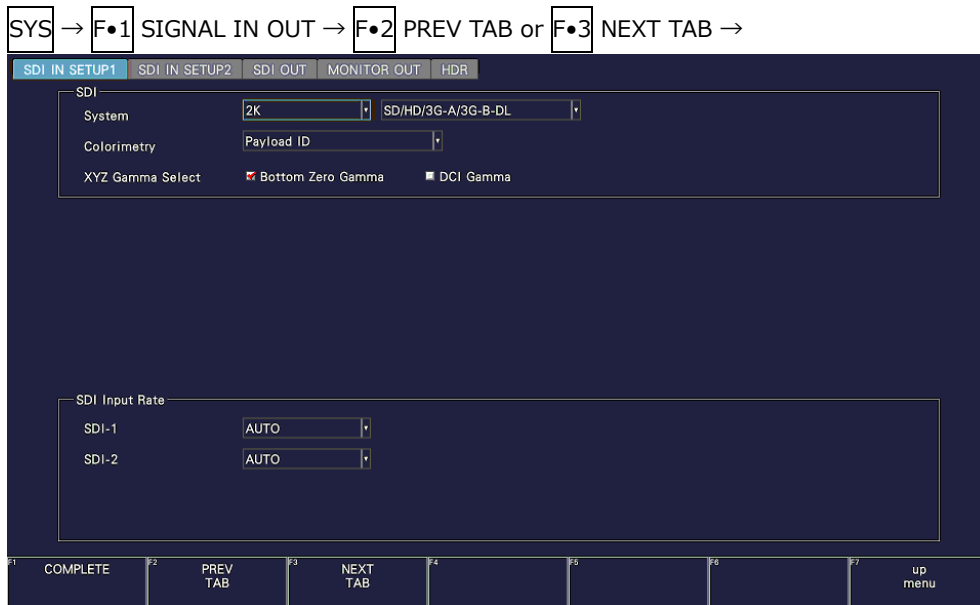 SYS → F•1 SIGNAL IN OUT → F•2 PREV TAB or F•3 NEXT TAB →
SDI IN SETUP1 SDI IN SETUP2 SDI OUT MONITOR OUT HDR
SDI
System 2K SD/HD/3G-A/3G-B-DL
Colorimetry Payload ID
XYZ Gamma Select Bottom Zero Gamma DCI Gamma
SDI Input Rate
SDI-1 AUTO
SDI-2 AUTO
F1 COMPLETE F2 PREV TAB F3 NEXT TAB F4 F5 F6 F7 up menu